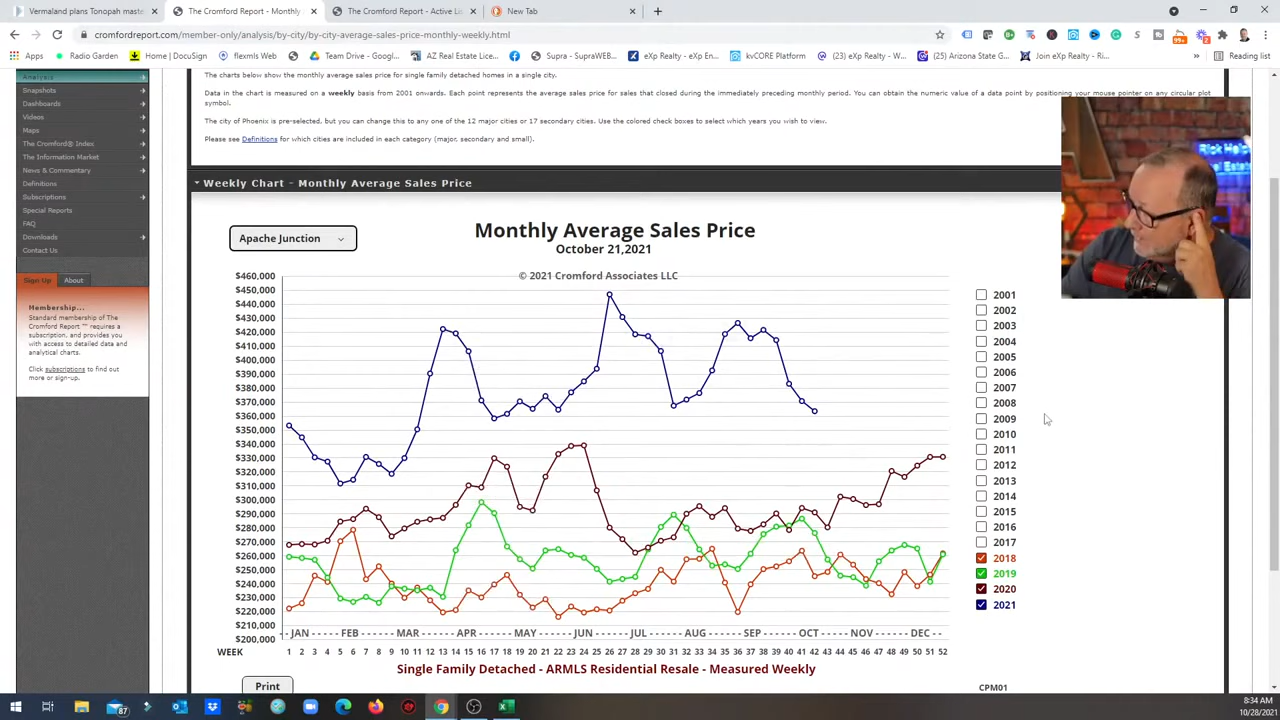 Vermaland plans Tonopah master
The Cromford Report - Monthly
The Cromford Report - Active Lis
New Tab
cromfordreport.com/member-only/analysis/by-city/by-city-average-sales-price-monthly-weekly.html
Apps
Radio Garden
Home | DocuSign
flexmls Web
AZ Real Estate Lice...
Supra - SupraWEB...
eXp Realty - eXp En...
kvCORE Platform
(23) eXp Realty - W...
(25) Arizona State G...
Join eXp Realty - Ri...
Reading list
Analysis
Snapshots
Dashboards
Videos
Maps
The Cromford® Index
The Information Market
News & Commentary
Definitions
Subscriptions
Special Reports
FAQ
Downloads
Contact Us
Sign Up
About
Membership...
Standard membership of The
Cromford Report ™ requires a
subscription, and provides you
with access to detailed data and
analytical charts.
Click subscriptions to find out
more or sign-up.
The charts below show the monthly average sales price for single family detached homes in a single city.
Data in the chart is measured on a weekly basis from 2001 onwards. Each point represents the average sales price for sales that closed during the immediately preceding monthly period. You can obtain the numeric value of a data point by positioning your mouse pointer on any circular plot
symbol.
The city of Phoenix is pre-selected, but you can change this to any one of the 12 major cities or 17 secondary cities. Use the colored check boxes to select which years you wish to view.
Please see Definitions for which cities are included in each category (major, secondary and small).
Weekly Chart - Monthly Average Sales Price
Apache Junction
Monthly Average Sales Price
October 21,2021
© 2021 Cromford Associates LLC
$460,000
$450,000
$440,000
$430,000
$420,000
$410,000
$400,000
$390,000
$380,000
$370,000
$360,000
$350,000
$340,000
$330,000
$320,000
$310,000
$300,000
$290,000
$280,000
$270,000
$260,000
$250,000
$240,000
$230,000
$220,000
$210,000
$200,000
JAN FEB MAR APR MAY JUN JUL AUG SEP OCT NOV DEC
WEEK 1 2 3 4 5 6 7 8 9 10 11 12 13 14 15 16 17 18 19 20 21 22 23 24 25 26 27 28 29 30 31 32 33 34 35 36 37 38 39 40 41 42 43 44 45 46 47 48 49 50 51 52
Single Family Detached - ARMLS Residential Resale - Measured Weekly
2001
2002
2003
2004
2005
2006
2007
2008
2009
2010
2011
2012
2013
2014
2015
2016
2017
2018
2019
2020
2021
Print
CPM01
87
99+
8:34 AM
10/28/2021